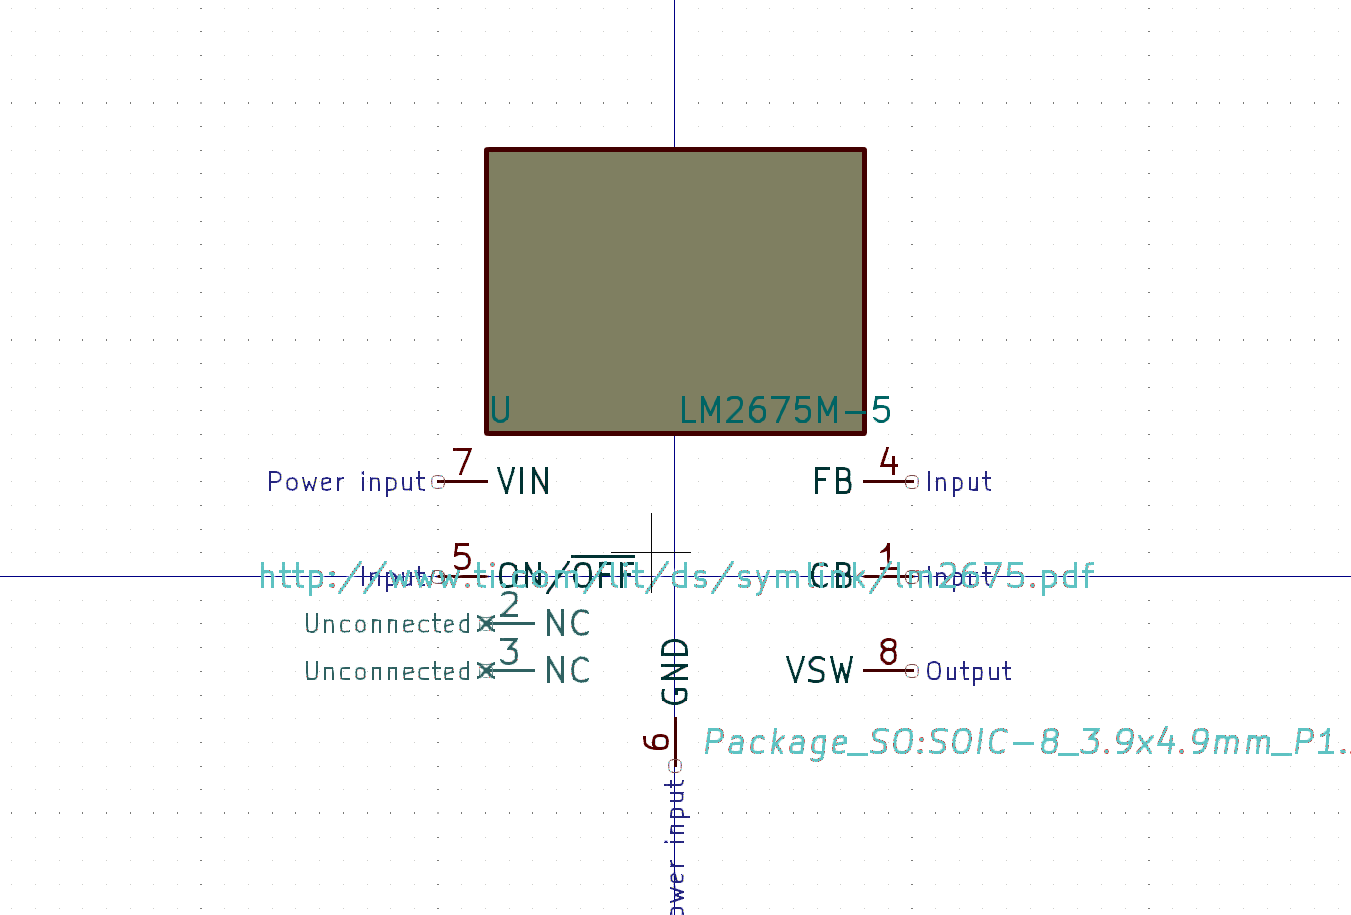 U LM2675M-5
7 4
Power input VIN FB Input
5 1
Input ON/OFF CB Input
http://www.ti.com/lit/ds/symlink/lm2675.pdf
2
Unconnected NC
3 8
Unconnected NC VSW Output
GND
6 Package_SO:SOIC-8_3.9x4.9mm_P1.
ower input